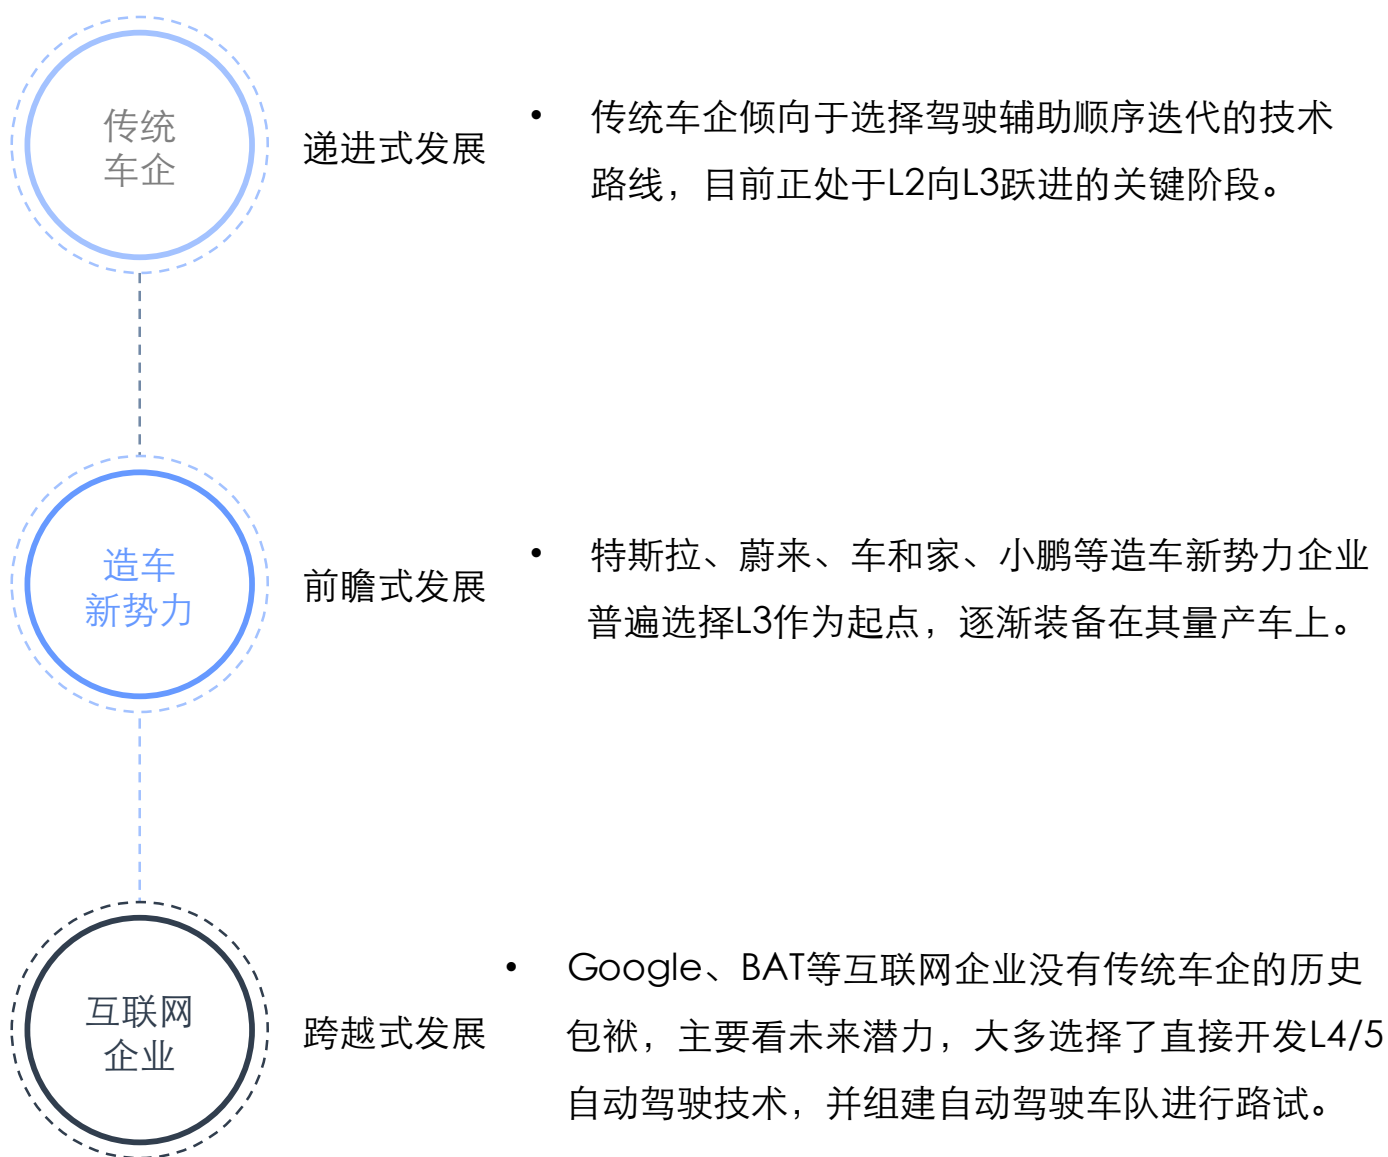 传统
车企
递进式发展
• 传统车企倾向于选择驾驶辅助顺序迭代的技术
路线，目前正处于L2向L3跃进的关键阶段。
造车
新势力
前瞻式发展
• 特斯拉、蔚来、车和家、小鹏等造车新势力企业
普遍选择L3作为起点，逐渐装备在其量产车上。
互联网
企业
跨越式发展
• Google、BAT等互联网企业没有传统车企的历史
包袱，主要看未来潜力，大多选择了直接开发L4/5
自动驾驶技术，并组建自动驾驶车队进行路试。